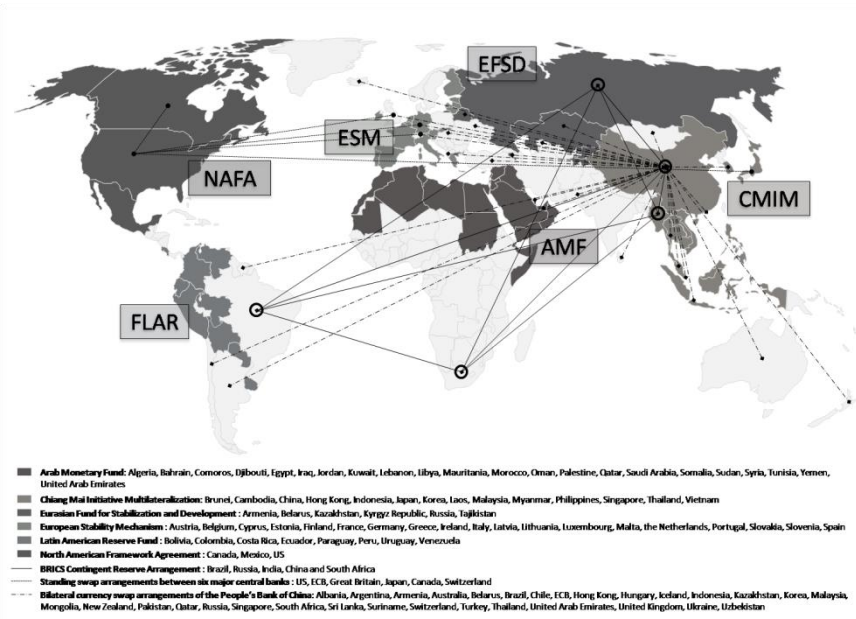 EFSD
ESM
NAFA
CMIM
AMF
FLAR
Arab Monetary Fund: Algeria, Bahrain, Comoros, Djibouti, Egypt, Iraq, Jordan, Kuwait, Lebanon, Libya, Mauritania, Morocco, Oman, Palestine, Qatar, Saudi Arabia, Somalia, Sudan, Syria, Tunisia, Yemen,
United Arab Emirates
Chiang Mai Initiative Multilateralization: Brunei, Cambodia, China, Hong Kong, Indonesia, Japan, Korea, Laos, Malaysia, Myanmar, Philippines, Singapore, Thailand, Vietnam
Eurasian Fund for Stabilization and Development : Armenia, Belarus, Kazakhstan, Kyrgyz Republic, Russia, Tajikistan
European Stability Mechanism : Austria, Belgium, Cyprus, Estonia, Finland, France, Germany, Greece, Ireland, Italy, Latvia, Lithuania, Luxembourg, Malta, the Netherlands, Portugal, Slovakia, Slovenia, Spain
Latin American Reserve Fund : Bolivia, Colombia, Costa Rica, Ecuador, Paraguay, Peru, Uruguay, Venezuela
North American Framework Agreement : Canada, Mexico, US
BRICS Contingent Reserve Arrangement : Brazil, Russia, India, China and South Africa
Standing swap arrangements between six major central banks : US, ECB, Great Britain, Japan, Canada, Switzerland
Bilateral currency swap arrangements of the People's Bank of China: Albania, Argentina, Armenia, Australia, Belarus, Brazil, Chile, ECB, Hong Kong, Hungary, Iceland, Indonesia, Kazakhstan, Korea, Malaysia,
Mongolia, New Zealand, Pakistan, Qatar, Russia, Singapore, South Africa, Sri Lanka, Suriname, Switzerland, Turkey, Thailand, United Arab Emirates, United Kingdom, Ukraine, Uzbekistan